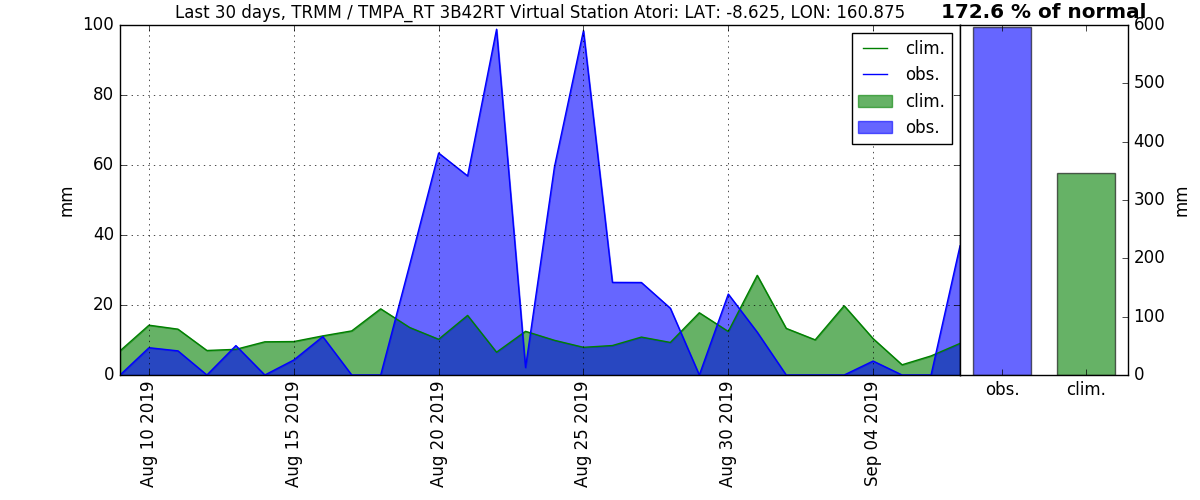 Last 30 days, TRMM / TMPA_RT 3B42RT Virtual Station Atori: LAT: -8.625, LON: 160.875
172.6 % of normal
100
80
60
40
20
0
mm
clim.
obs.
clim.
obs.
600
500
400
300
200
100
0
mm
Aug 10 2019
Aug 15 2019
Aug 20 2019
Aug 25 2019
Aug 30 2019
Sep 04 2019
obs.
clim.